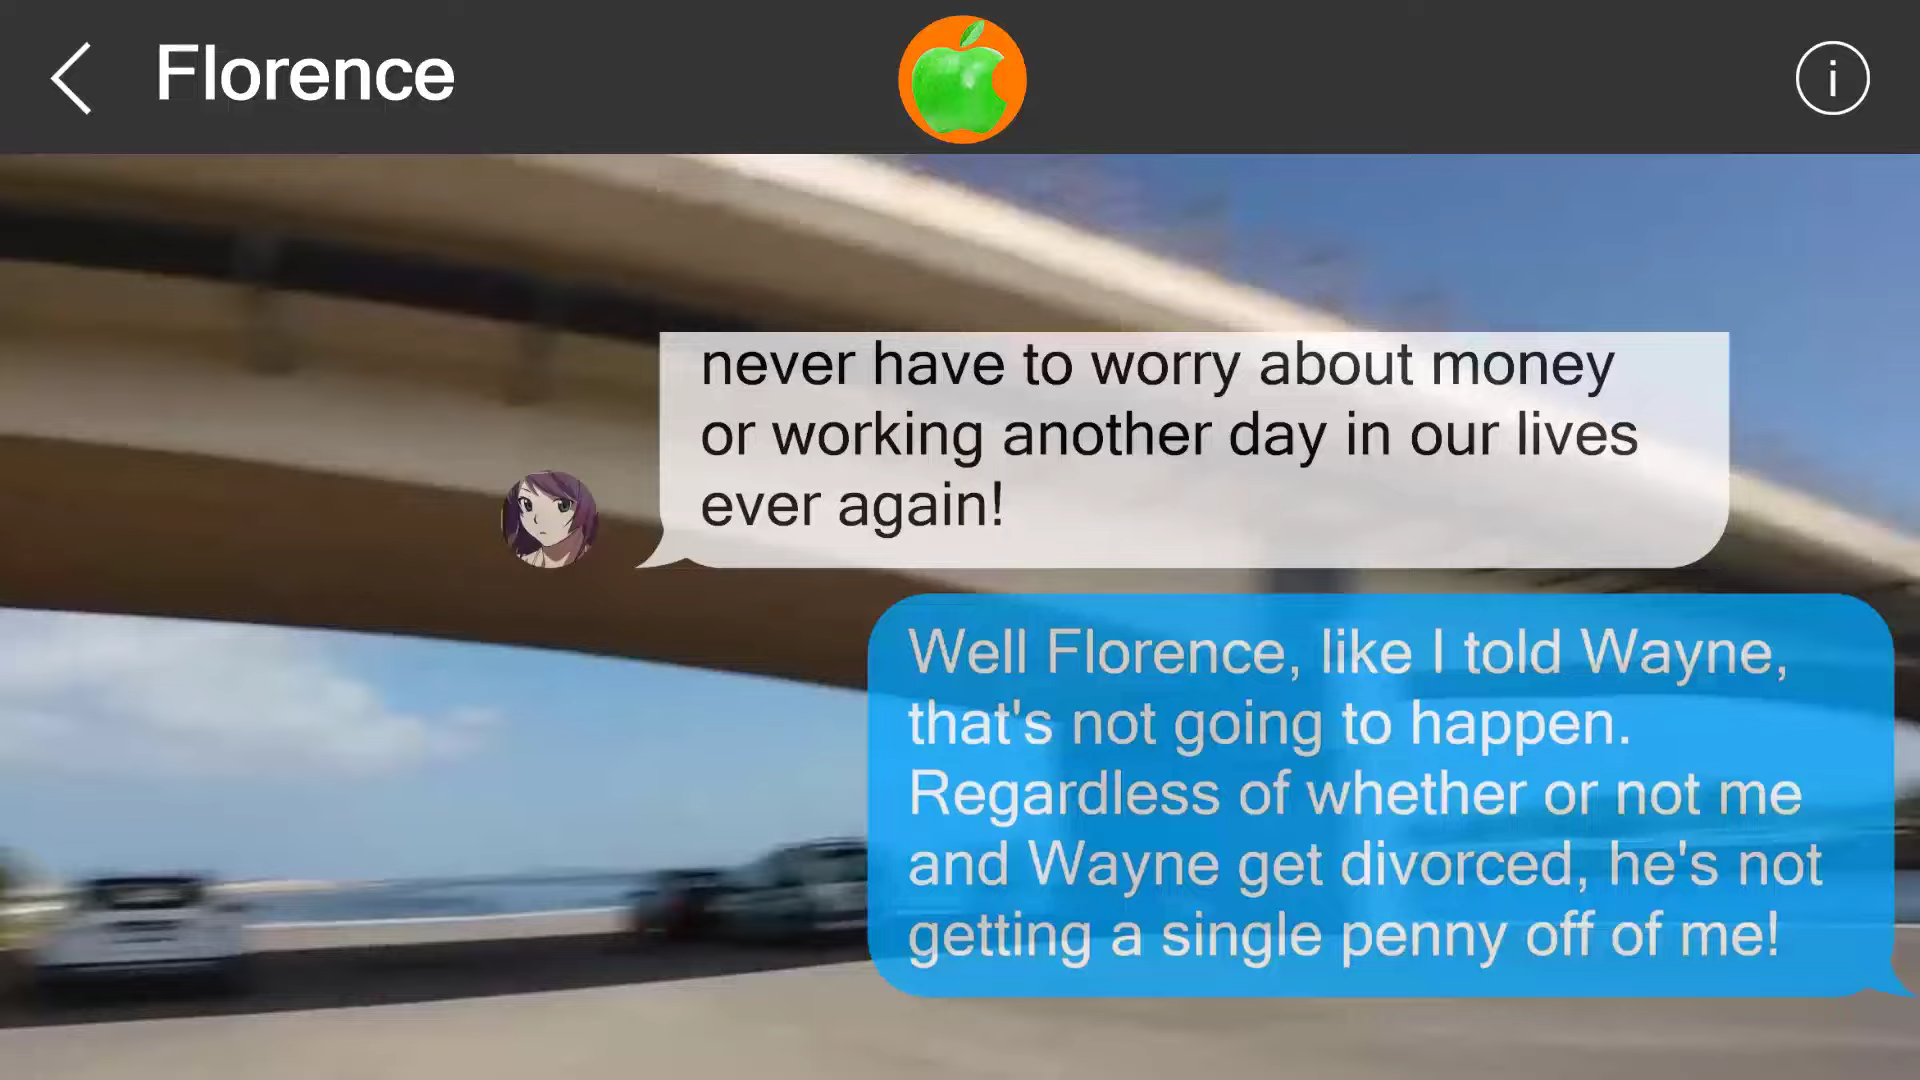 Florence
i
never have to worry about money
or working another day in our lives
ever again!
Well Florence, like I told Wayne,
that's not going to happen.
Regardless of whether or not me
and Wayne get divorced, he's not
getting a single penny off of me!